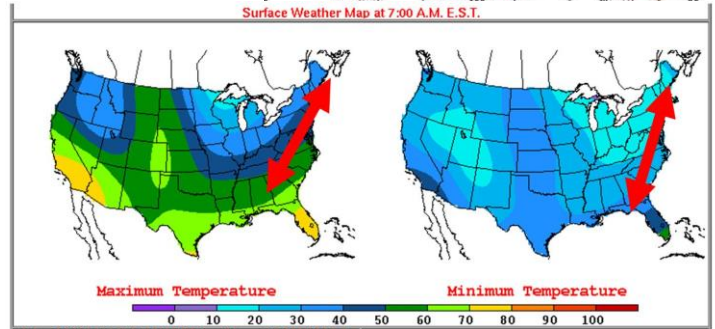 Surface Weather Map at 7:00 A.M. E.S.T.
Maximum Temperature
Minimum Temperature
0 10 20 30 40 50 60 70 80 90 100